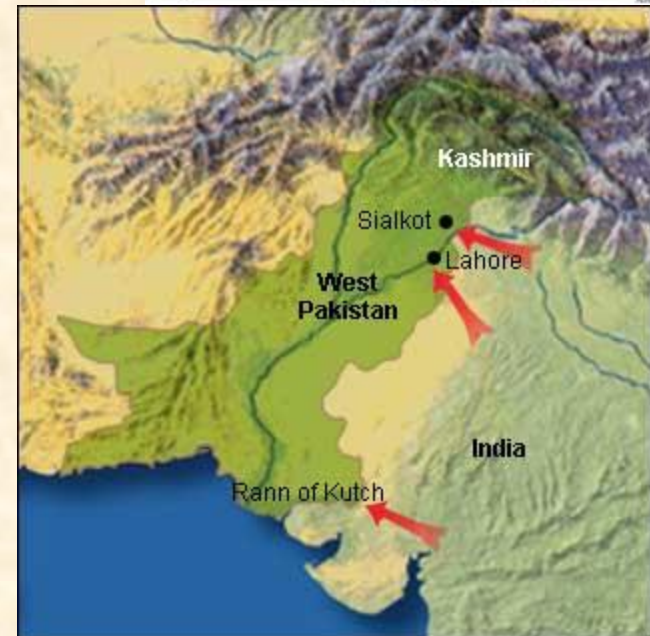 Kashmir
Sialkot
Lahore
West
Pakistan
India
Rann of Kutch